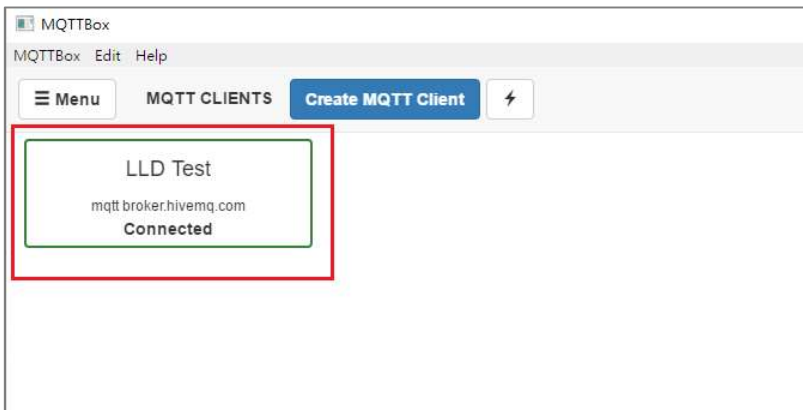 MQTTBox
MQTTBox Edit Help
Menu MQTT CLIENTS Create MQTT Client
LLD Test
mqtt broker.hivemq.com
Connected